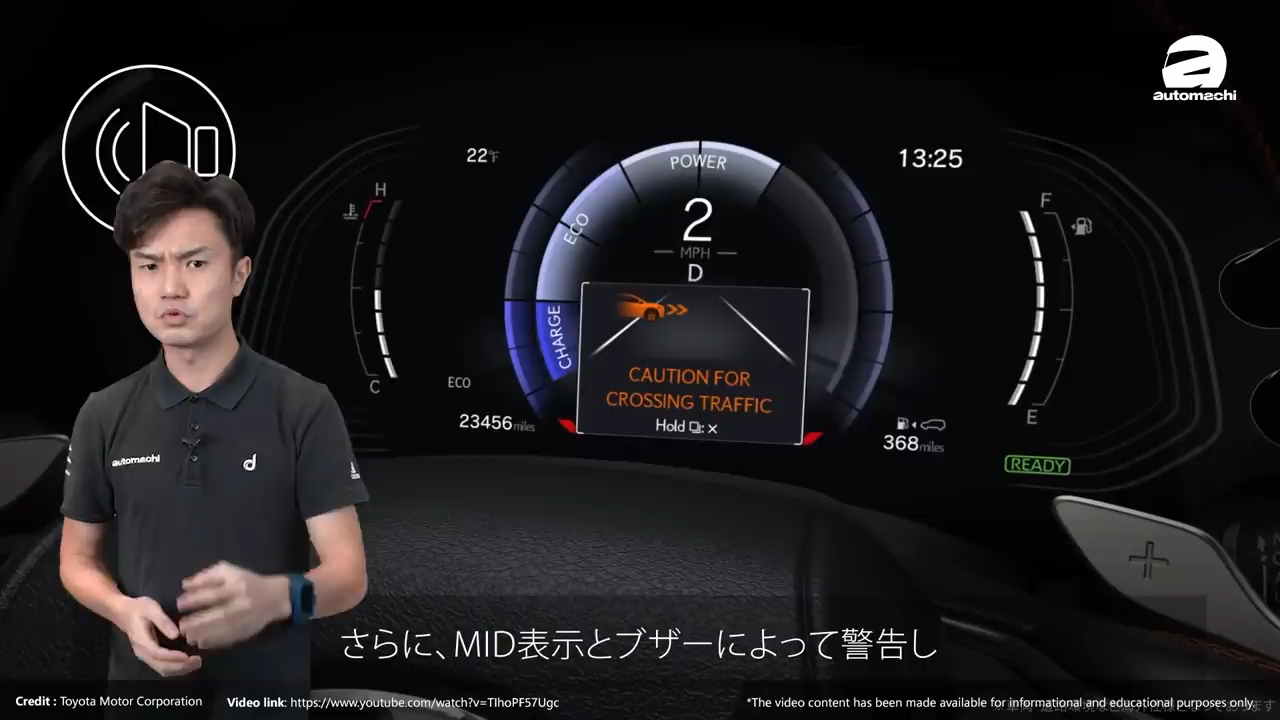 automachi
22°F
POWER
13:25
H
F
ECO
2
MPH
D
CHARGE
CAUTION FOR
CROSSING TRAFFIC
Hold : ×
C
ECO
E
23456 miles
368 miles
READY
automachi
d
+
さらに、MID表示とブザーによって警告し
Credit : Toyota Motor Corporation
Video link: https://www.youtube.com/watch?v=TIhoPF57Ugc
*The video content has been made available for informational and educational purposes only.